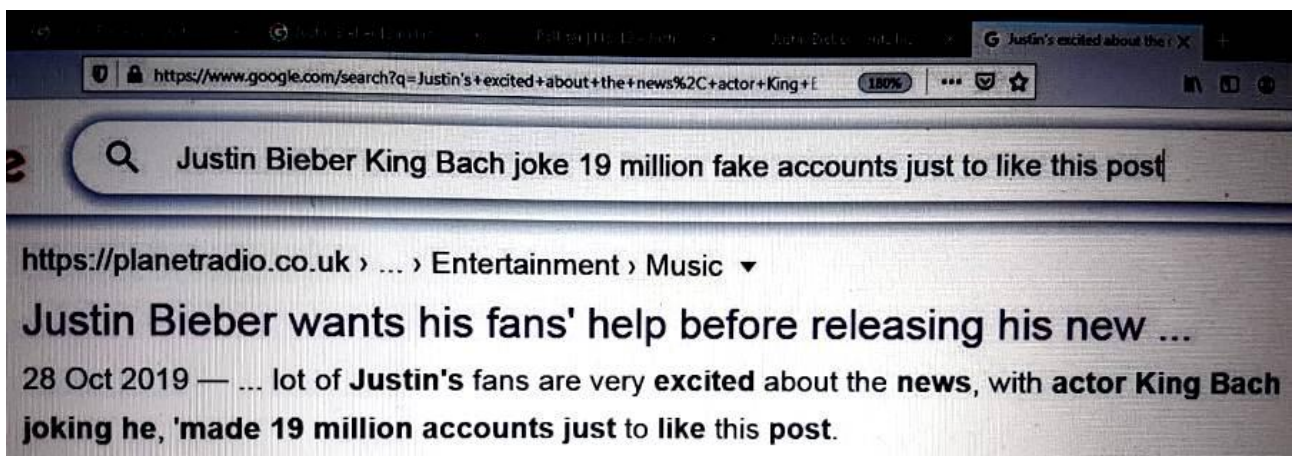 Justin's excited about the r
https://www.google.com/search?q=Justin's+excited+about+the+news%2C+actor+King+E
180%
e
Justin Bieber King Bach joke 19 million fake accounts just to like this post
https://planetradio.co.uk › ... › Entertainment › Music
Justin Bieber wants his fans' help before releasing his new ...
28 Oct 2019 — ... lot of Justin's fans are very excited about the news, with actor King Bach
joking he, 'made 19 million accounts just to like this post.